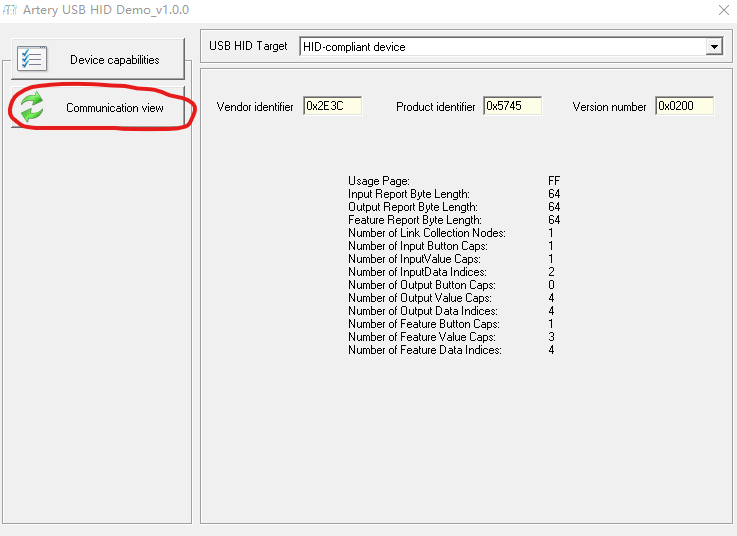 Artery USB HID Demo_v1.0.0
Device capabilities
Communication view
USB HID Target HID-compliant device
Vendor identifier 0x2E3C Product identifier 0x5745 Version number 0x0200
Usage Page: FF
Input Report Byte Length: 64
Output Report Byte Length: 64
Feature Report Byte Length: 64
Number of Link Collection Nodes: 1
Number of Input Button Caps: 1
Number of InputValue Caps: 1
Number of InputData Indices: 2
Number of Output Button Caps: 0
Number of Output Value Caps: 4
Number of Output Data Indices: 4
Number of Feature Button Caps: 1
Number of Feature Value Caps: 3
Number of Feature Data Indices: 4